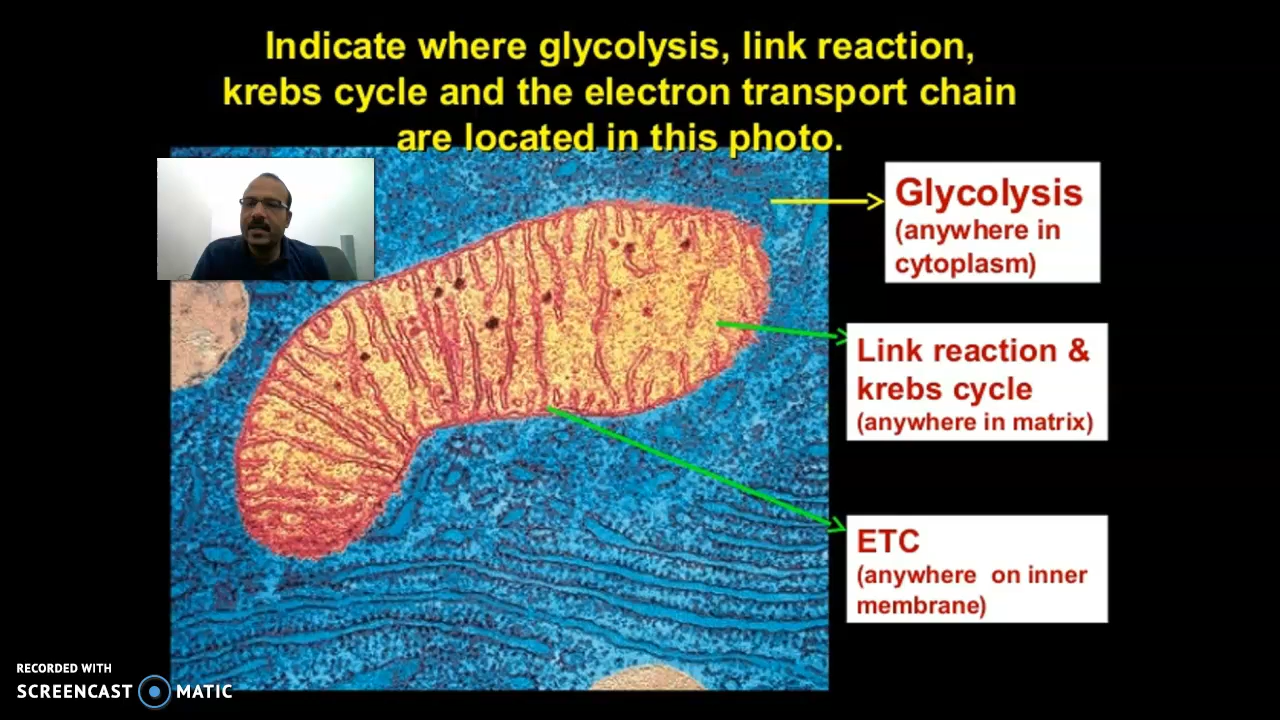 Indicate where glycolysis, link reaction,
krebs cycle and the electron transport chain
are located in this photo.
Glycolysis
(anywhere in
cytoplasm)
Link reaction &
krebs cycle
(anywhere in matrix)
ETC
(anywhere on inner
membrane)
RECORDED WITH
SCREENCAST MATIC